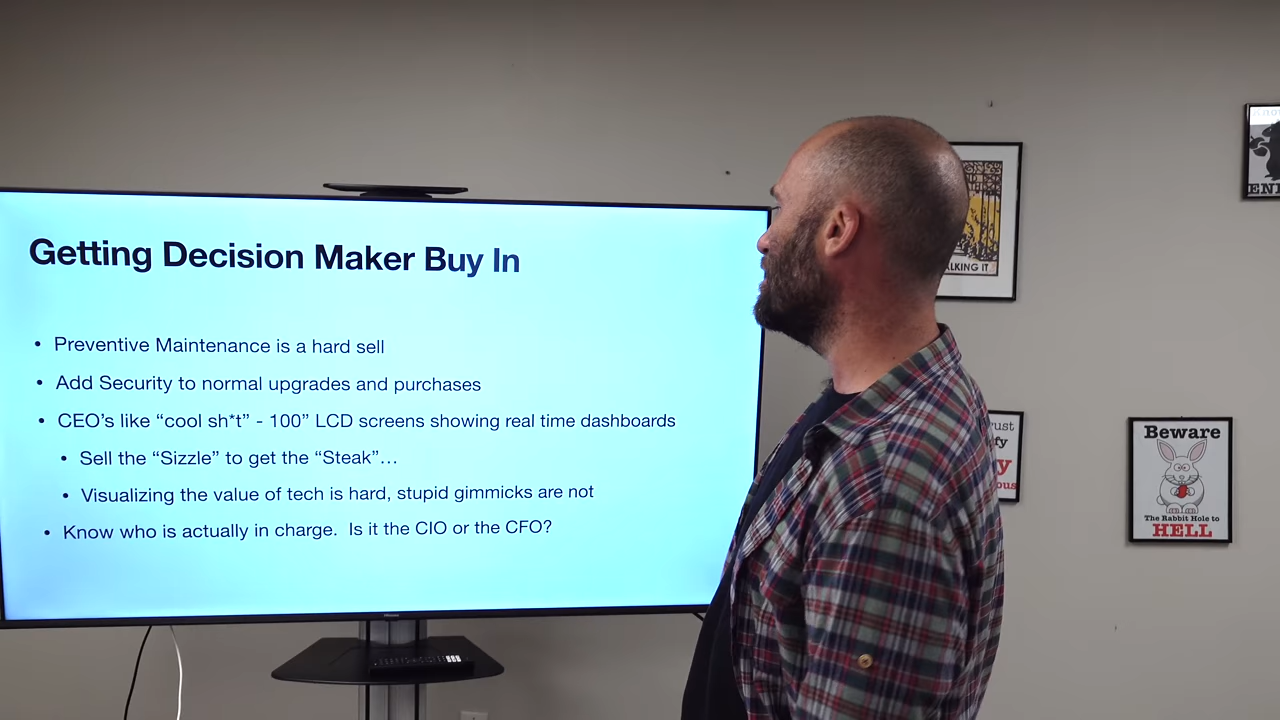 Getting Decision Maker Buy In
• Preventive Maintenance is a hard sell
• Add Security to normal upgrades and purchases
• CEO's like “cool sh*t” - 100” LCD screens showing real time dashboards
• Sell the “Sizzle” to get the “Steak”…
• Visualizing the value of tech is hard, stupid gimmicks are not
• Know who is actually in charge.  Is it the CIO or the CFO?
Beware
The Rabbit Hole to
HELL